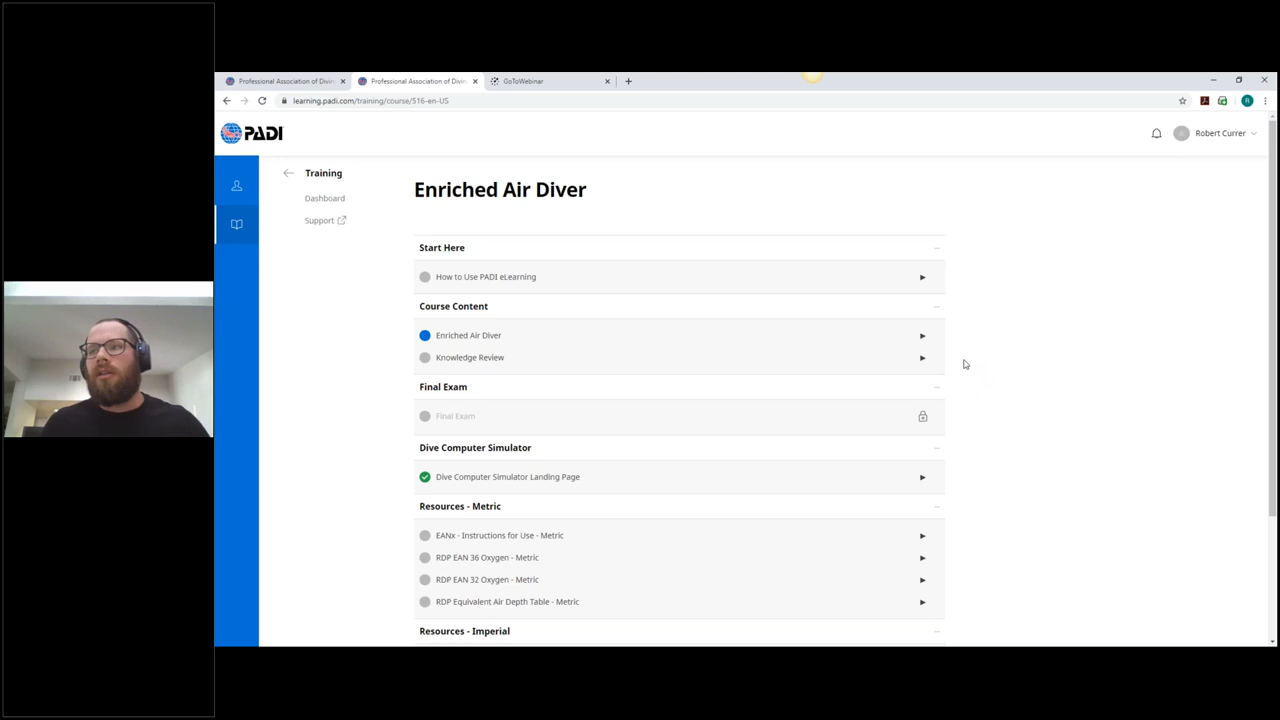 Professional Association of Divin
Professional Association of Divin
GoToWebinar
learning.padi.com/training/course/516-en-US
R
PADI
Robert Currer
Training
Dashboard
Support
Enriched Air Diver
Start Here
How to Use PADI eLearning
Course Content
Enriched Air Diver
Knowledge Review
Final Exam
Final Exam
Dive Computer Simulator
Dive Computer Simulator Landing Page
Resources - Metric
EANx - Instructions for Use - Metric
RDP EAN 36 Oxygen - Metric
RDP EAN 32 Oxygen - Metric
RDP Equivalent Air Depth Table - Metric
Resources - Imperial